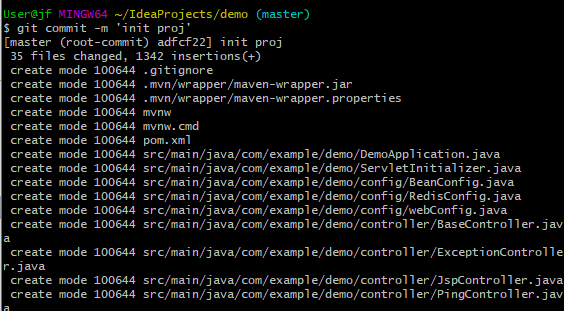 User@jf MINGW64 ~/IdeaProjects/demo (master)
$ git commit -m 'init proj'
[master (root-commit) adfcf22] init proj
 35 files changed, 1342 insertions(+)
 create mode 100644 .gitignore
 create mode 100644 .mvn/wrapper/maven-wrapper.jar
 create mode 100644 .mvn/wrapper/maven-wrapper.properties
 create mode 100644 mvnw
 create mode 100644 mvnw.cmd
 create mode 100644 pom.xml
 create mode 100644 src/main/java/com/example/demo/DemoApplication.java
 create mode 100644 src/main/java/com/example/demo/ServletInitializer.java
 create mode 100644 src/main/java/com/example/demo/config/BeanConfig.java
 create mode 100644 src/main/java/com/example/demo/config/RedisConfig.java
 create mode 100644 src/main/java/com/example/demo/config/webConfig.java
 create mode 100644 src/main/java/com/example/demo/controller/BaseController.jav
a
 create mode 100644 src/main/java/com/example/demo/controller/ExceptionControlle
r.java
 create mode 100644 src/main/java/com/example/demo/controller/JspController.java
 create mode 100644 src/main/java/com/example/demo/controller/PingController.jav
a